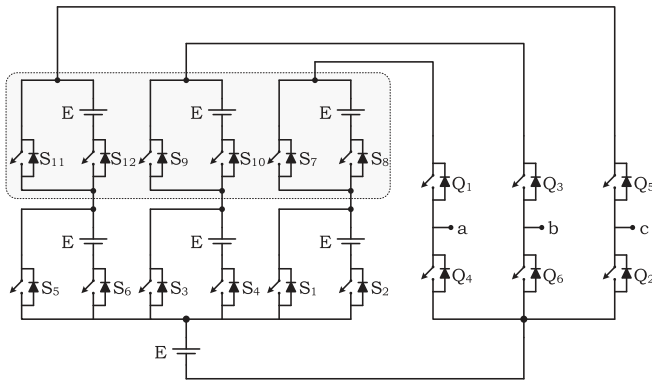 E E E
S₁₁ S₁₂ S₉ S₁₀ S₇ S₈
Q₁ Q₃ Q₅
a b c
E E E
S₅ S₆ S₃ S₄ S₁ S₂
Q₄ Q₆ Q₂
E